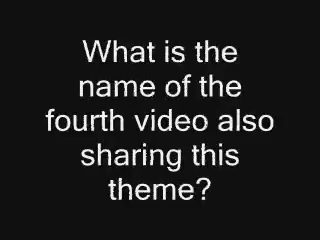 What is the
name of the
fourth video also
sharing this
theme?